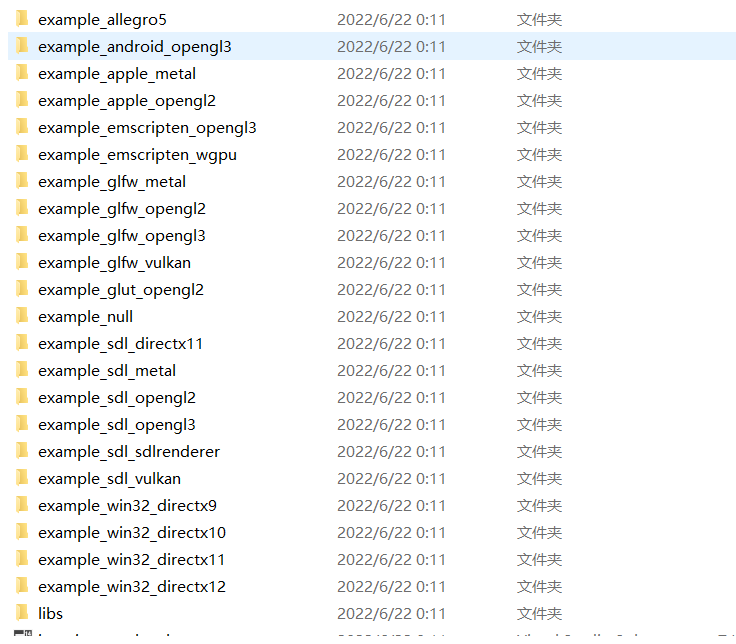 example_allegro5 2022/6/22 0:11 文件夹
example_android_opengl3 2022/6/22 0:11 文件夹
example_apple_metal 2022/6/22 0:11 文件夹
example_apple_opengl2 2022/6/22 0:11 文件夹
example_emscripten_opengl3 2022/6/22 0:11 文件夹
example_emscripten_wgpu 2022/6/22 0:11 文件夹
example_glfw_metal 2022/6/22 0:11 文件夹
example_glfw_opengl2 2022/6/22 0:11 文件夹
example_glfw_opengl3 2022/6/22 0:11 文件夹
example_glfw_vulkan 2022/6/22 0:11 文件夹
example_glut_opengl2 2022/6/22 0:11 文件夹
example_null 2022/6/22 0:11 文件夹
example_sdl_directx11 2022/6/22 0:11 文件夹
example_sdl_metal 2022/6/22 0:11 文件夹
example_sdl_opengl2 2022/6/22 0:11 文件夹
example_sdl_opengl3 2022/6/22 0:11 文件夹
example_sdl_sdlrenderer 2022/6/22 0:11 文件夹
example_sdl_vulkan 2022/6/22 0:11 文件夹
example_win32_directx9 2022/6/22 0:11 文件夹
example_win32_directx10 2022/6/22 0:11 文件夹
example_win32_directx11 2022/6/22 0:11 文件夹
example_win32_directx12 2022/6/22 0:11 文件夹
libs 2022/6/22 0:11 文件夹